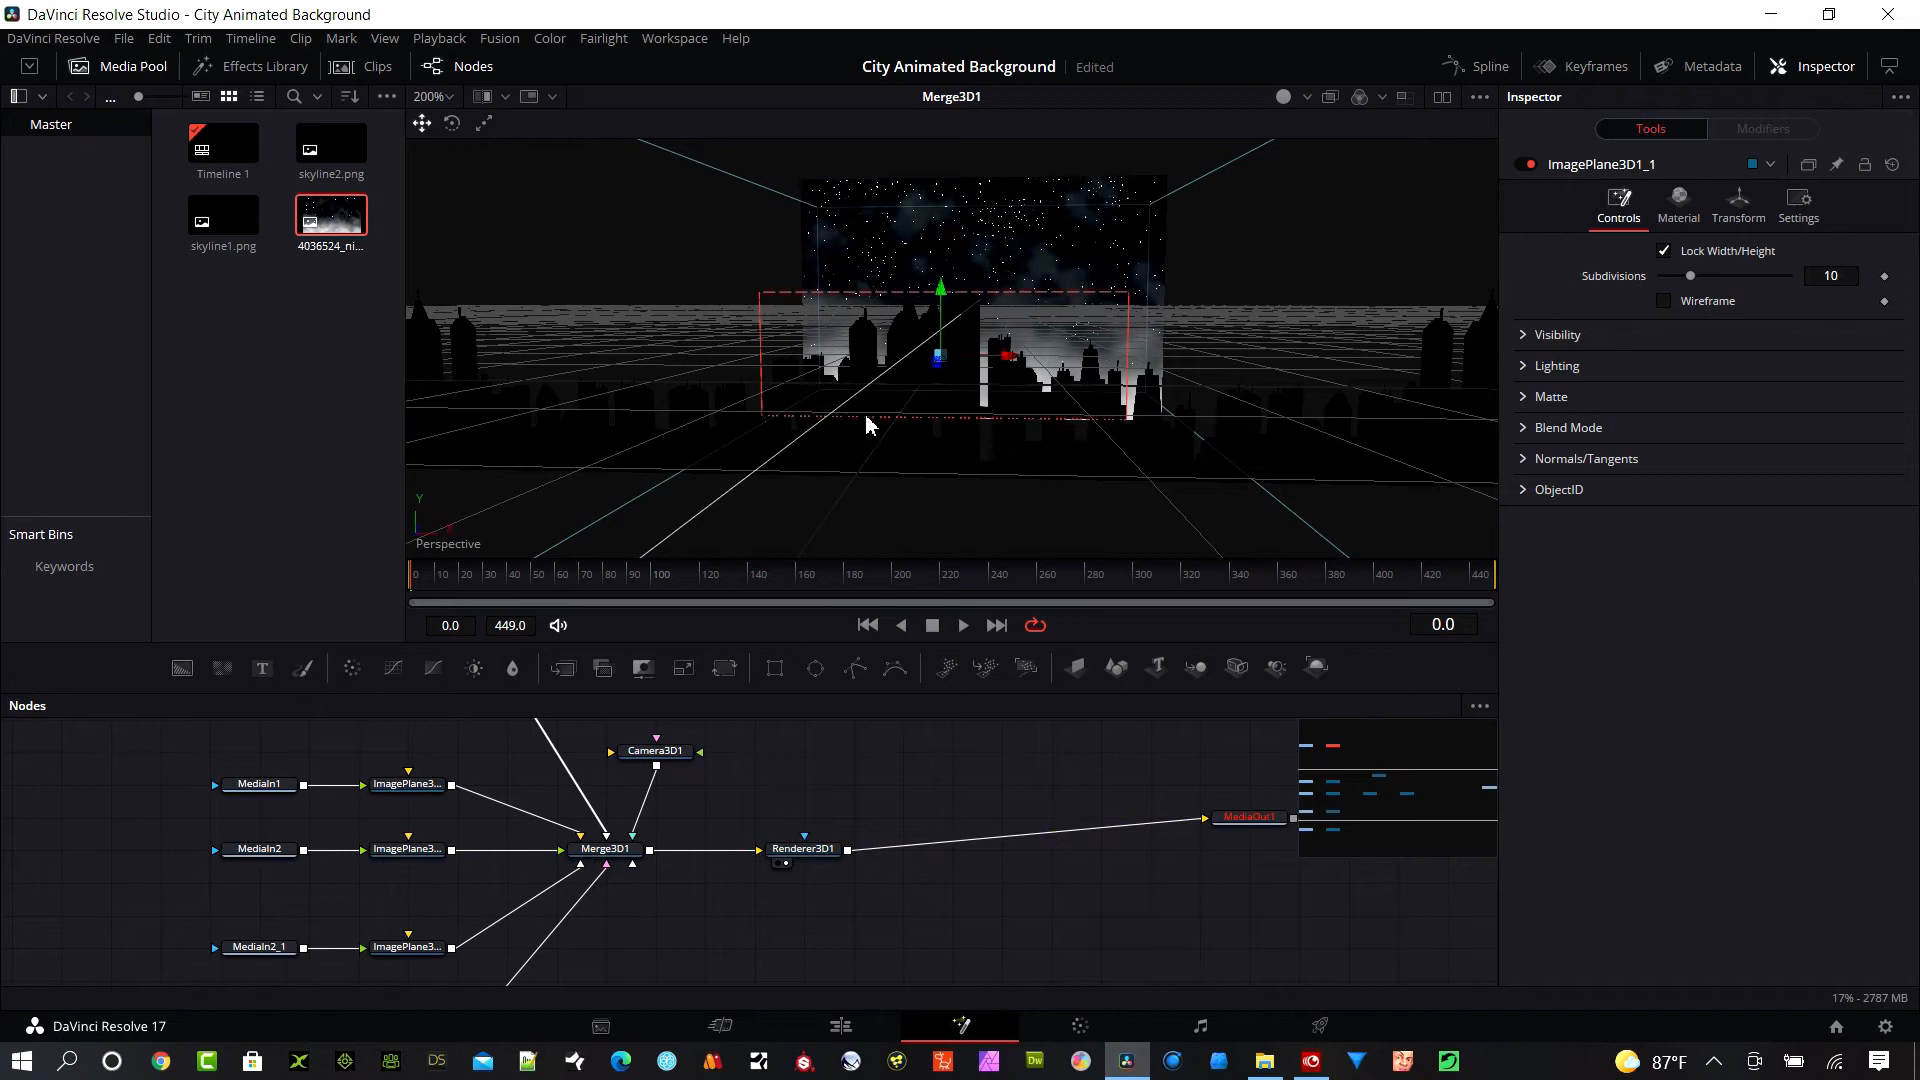 DaVinci Resolve Studio - City Animated Background
DaVinci Resolve File Edit Trim Timeline Clip Mark View Playback Fusion Color Fairlight Workspace Help
Media Pool Effects Library Clips Nodes City Animated Background Edited Spline Keyframes Metadata Inspector
... 200% Merge3D1 Inspector
Master
Tools Modifiers
ImagePlane3D1_1
Timeline 1 skyline2.png
Controls Material Transform Settings
skyline1.png 4036524_ni...
Lock Width/Height
Subdivisions 10
Wireframe
Visibility
Lighting
Matte
Blend Mode
Normals/Tangents
ObjectID
Y
Perspective
Smart Bins
Keywords
0 10 20 30 40 50 60 70 80 90 100 120 140 160 180 200 220 240 260 280 300 320 340 360 380 400 420 440
0.0 449.0 0.0
Nodes
Camera3D1
MediaIn1 ImagePlane3...
MediaOut1
MediaIn2 ImagePlane3... Merge3D1 Renderer3D1
MediaIn2_1 ImagePlane3...
17% - 2787 MB
DaVinci Resolve 17
87°F